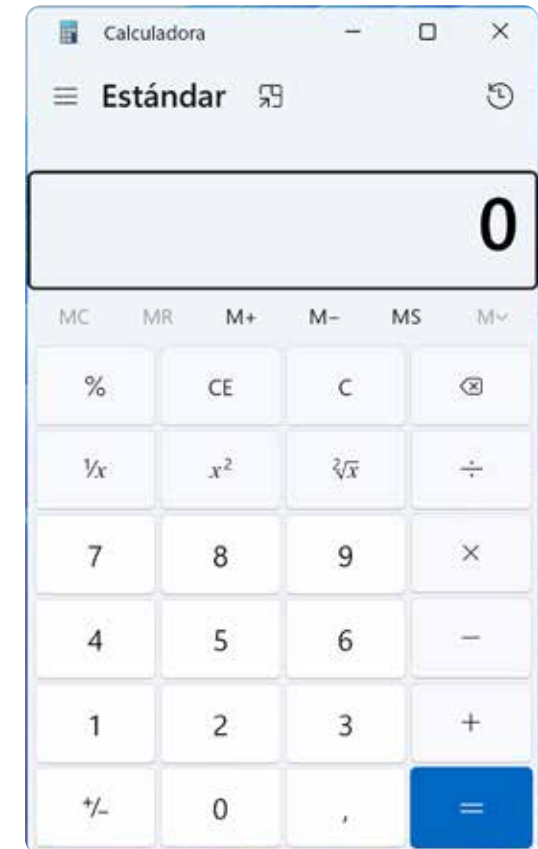 Calculadora
Estándar
0
MC MR M+ M− MS M
% CE C
¹/x x² ²√x ÷
7 8 9 ×
4 5 6 −
1 2 3 +
+/− 0 , =